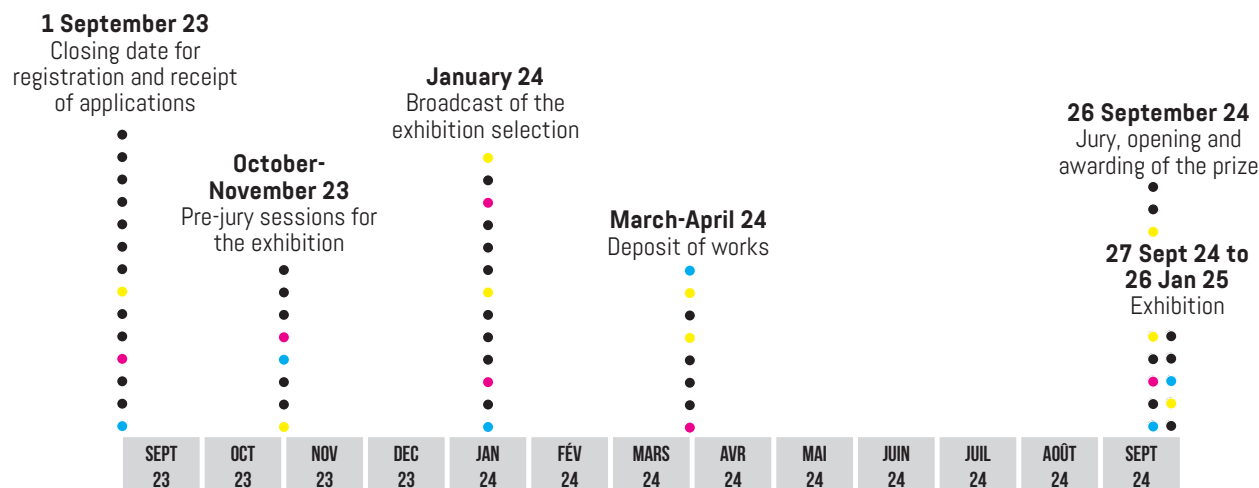 1 September 23
Closing date for
registration and receipt
of applications
October-
November 23
Pre-jury sessions for
the exhibition
January 24
Broadcast of the
exhibition selection
March-April 24
Deposit of works
26 September 24
Jury, opening and
awarding of the prize
27 Sept 24 to
26 Jan 25
Exhibition
SEPT
23
OCT
23
NOV
23
DEC
23
JAN
24
FÉV
24
MARS
24
AVR
24
MAI
24
JUIN
24
JUIL
24
AOÛT
24
SEPT
24